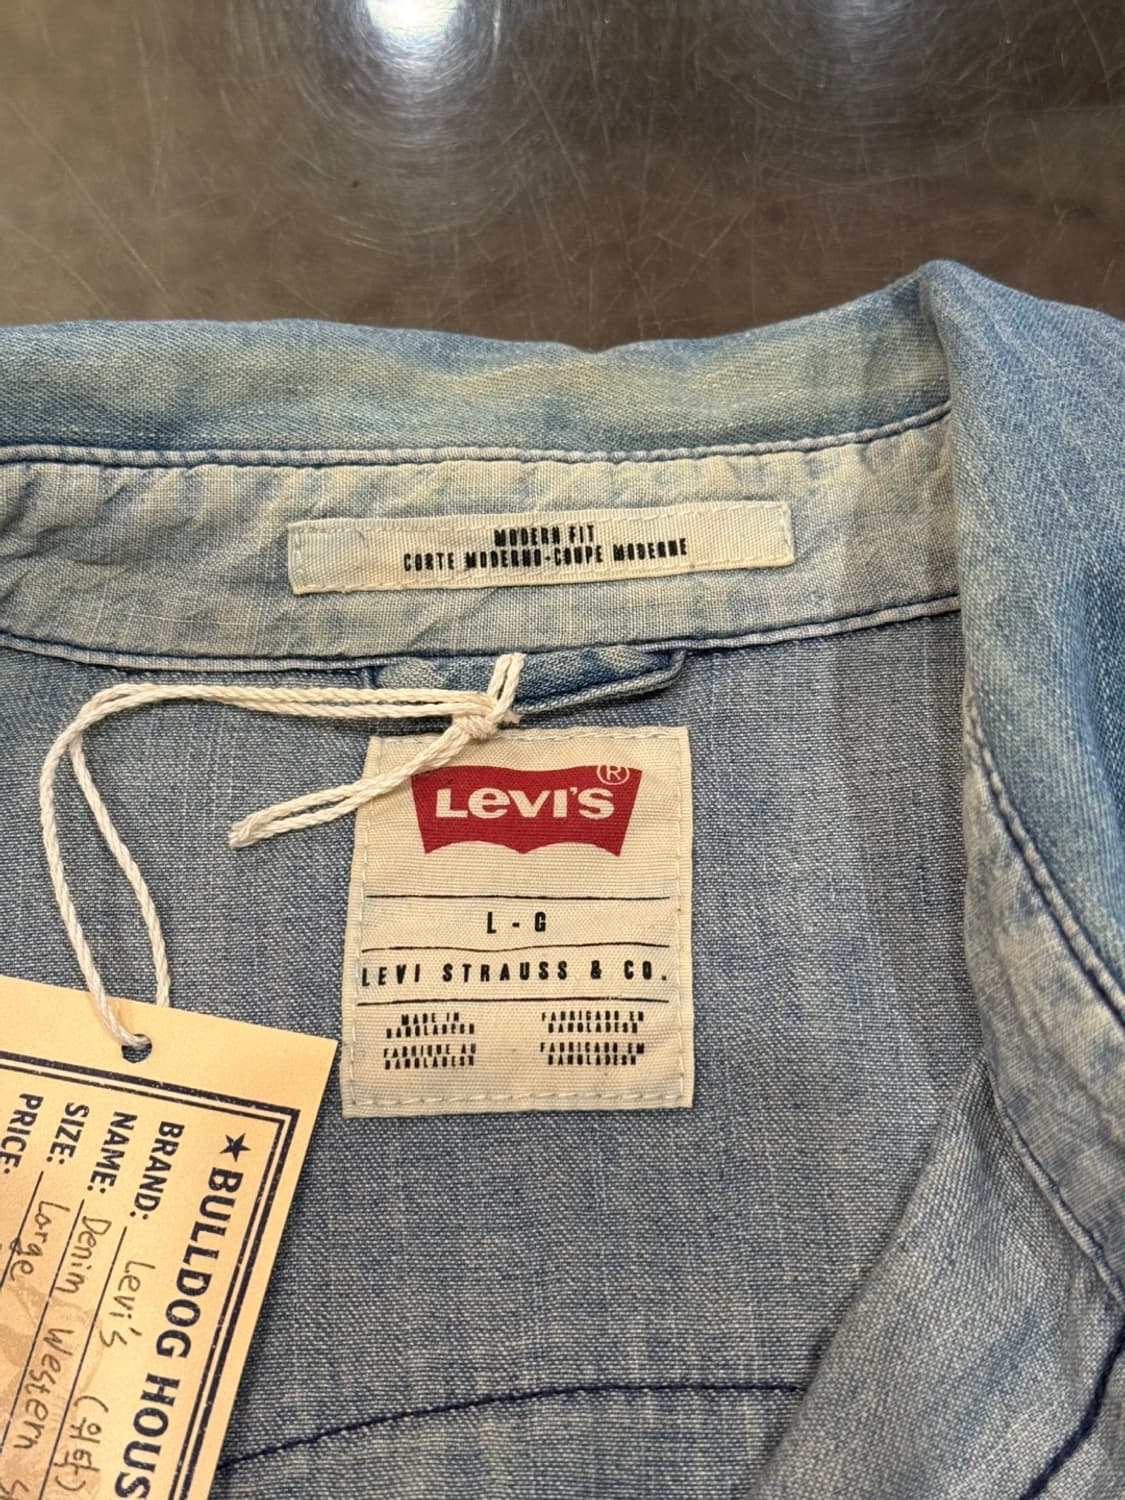 MODERN FIT
CORTE MODERNO-COUPE MODERNE
LEVI'S ®
L - G
LEVI STRAUSS & CO.
MADE IN
BANGLADESH
FABRICADO EN
BANGLADESH
FABRIQUE AU
BANGLADESH
FABRICADO EM
BANGLADESH
★ BULLDOG HOUS
BRAND: Levi's
NAME: Denim Western
SIZE: Large
PRICE: